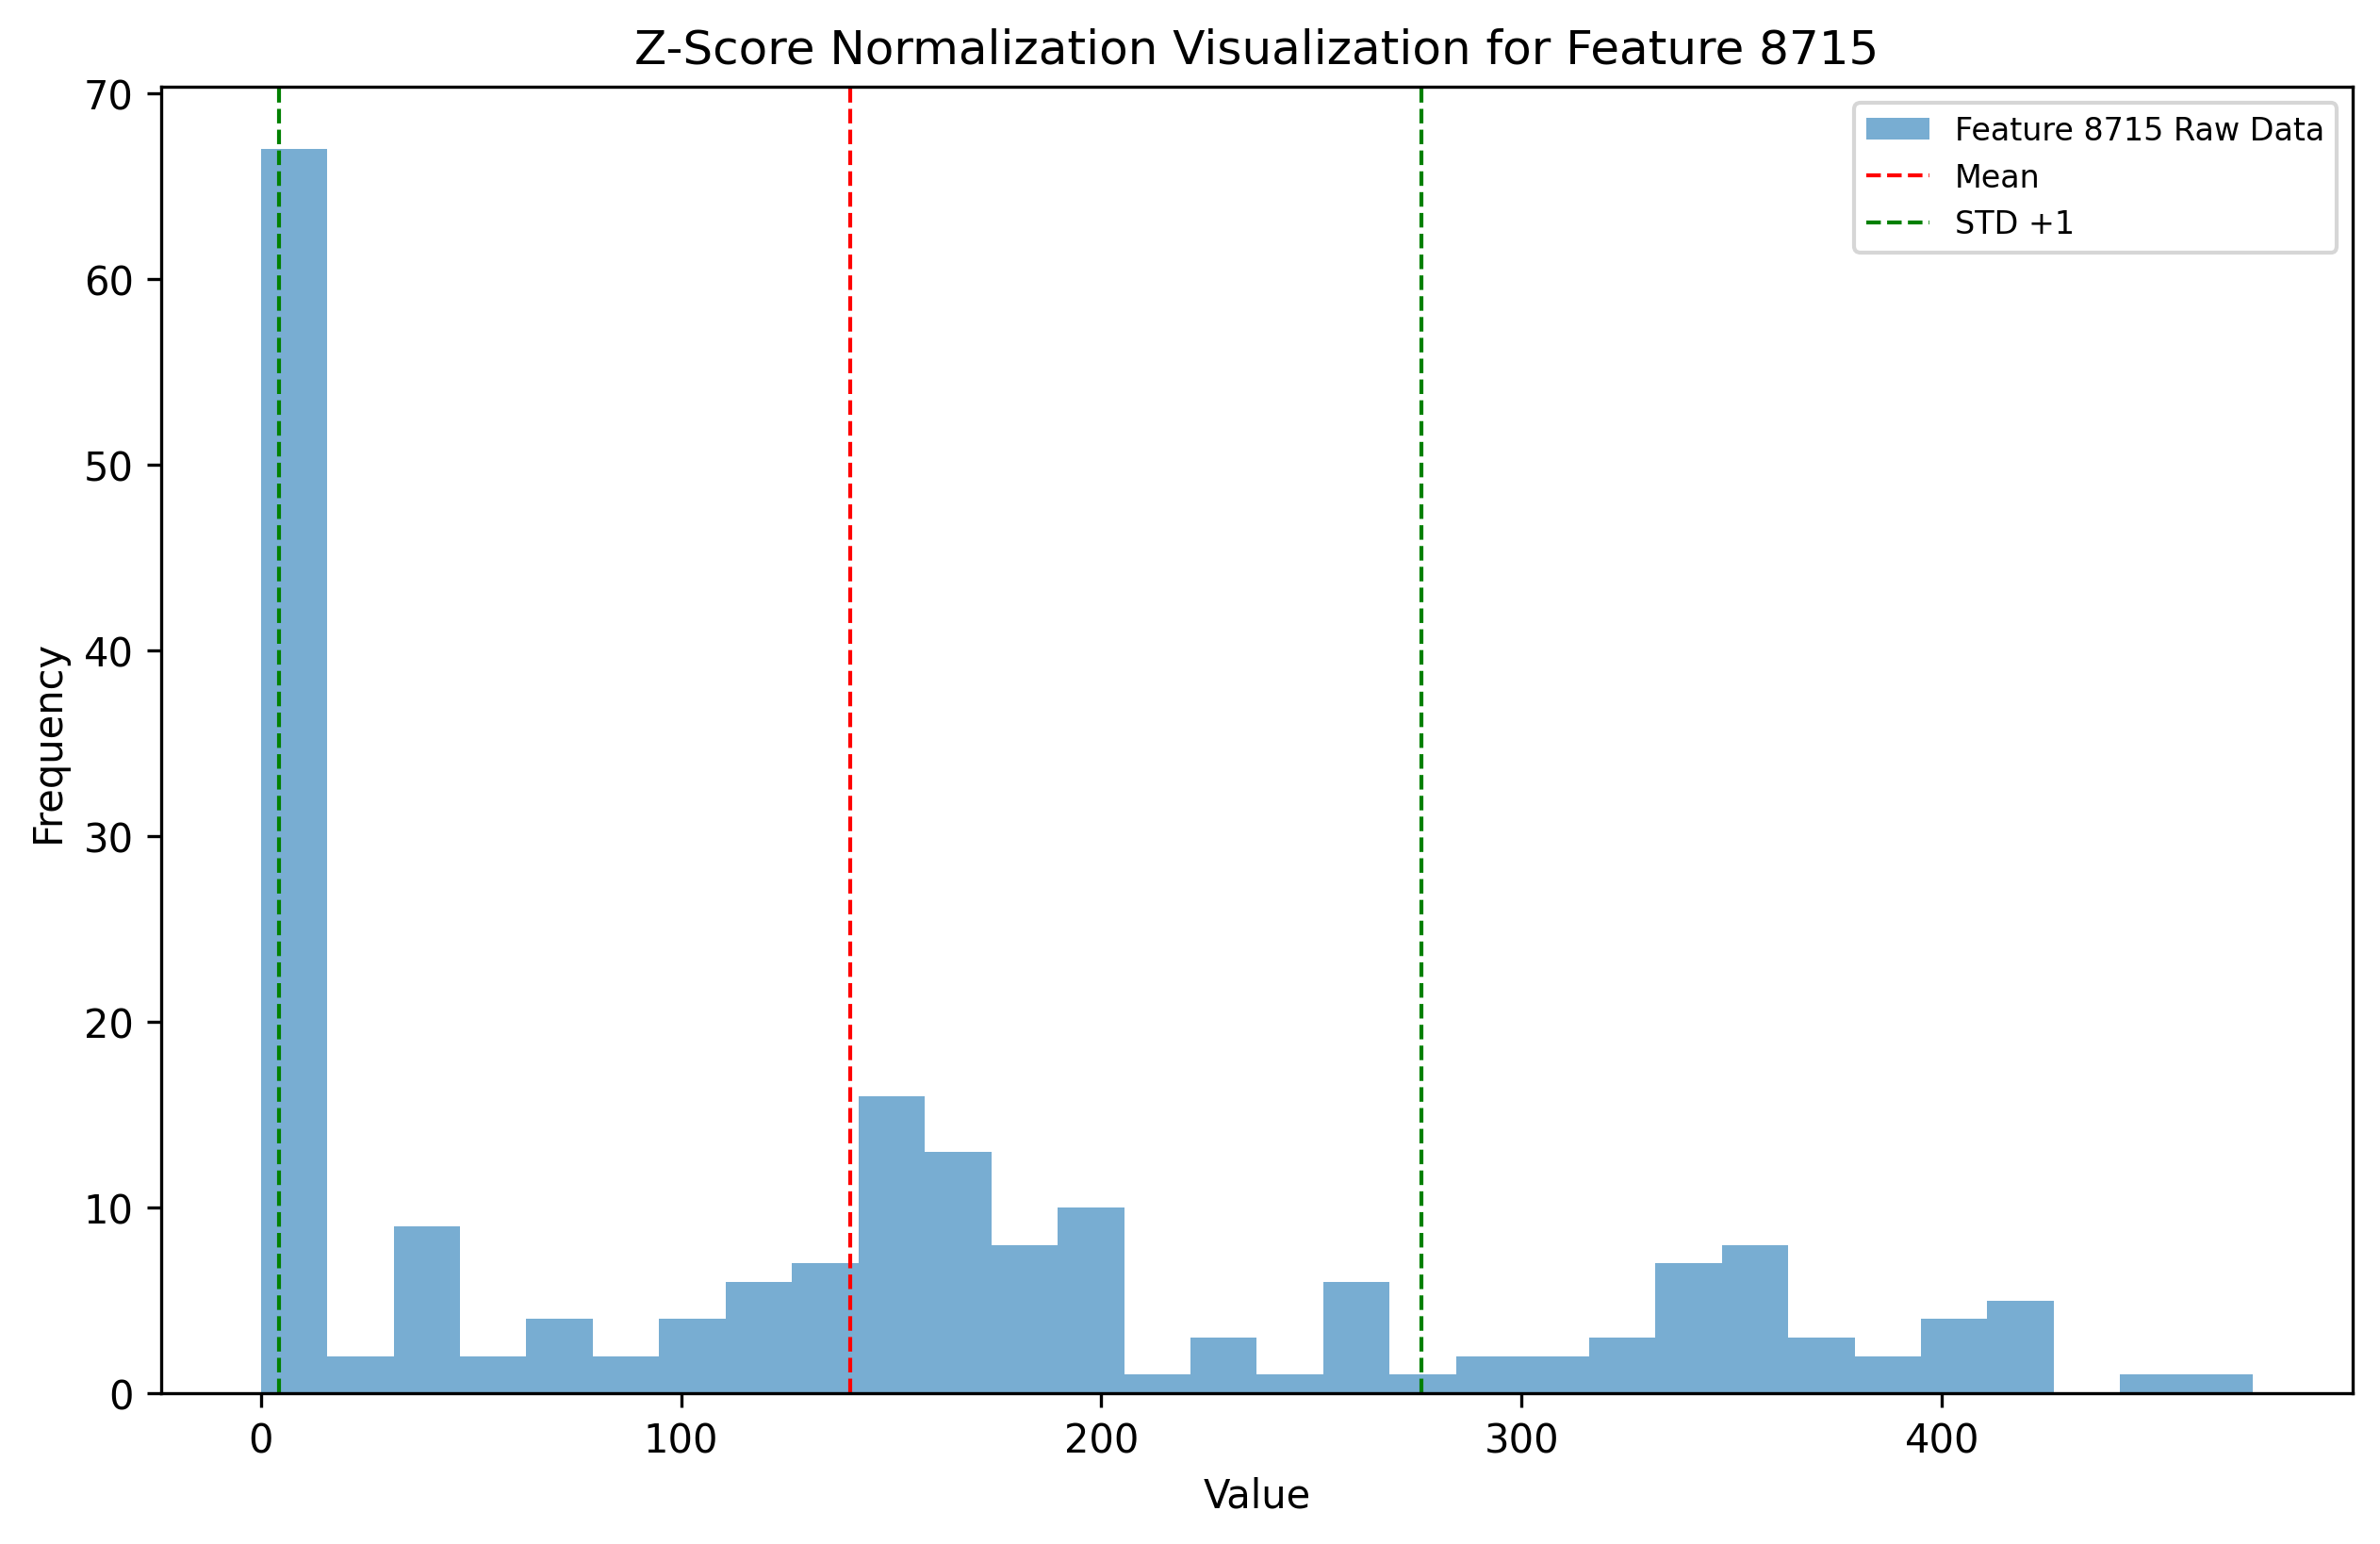 Z-Score Normalization Visualization for Feature 8715
Feature 8715 Raw Data
Mean
STD +1
70
60
50
40
30
20
10
0
Frequency
0 100 200 300 400
Value